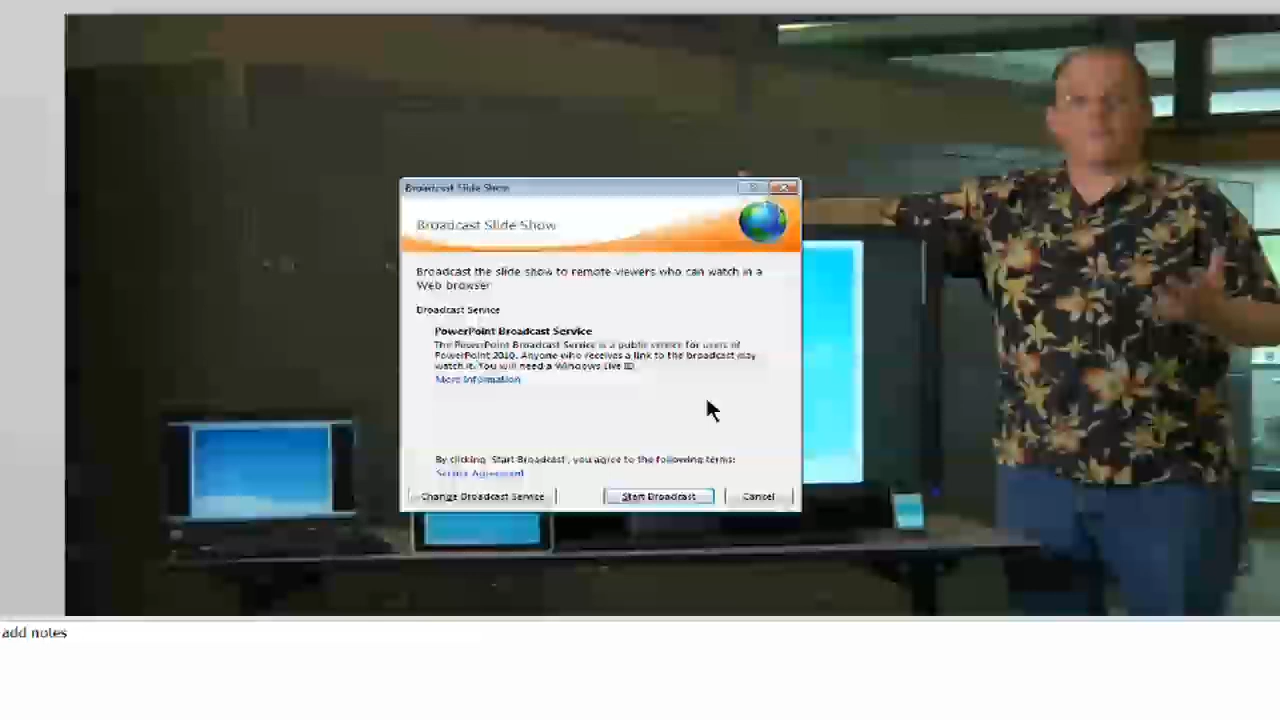 Broadcast Slide Show
Broadcast Slide Show
Broadcast the slide show to remote viewers who can watch in a
Web browser
Broadcast Service
PowerPoint Broadcast Service
The PowerPoint Broadcast Service is a public service for users of
PowerPoint 2010. Anyone who receives a link to the broadcast may
watch it. You will need a Windows Live ID.
More Information
By clicking 'Start Broadcast', you agree to the following terms:
Service Agreement
Change Broadcast Service
Start Broadcast
Cancel
add notes